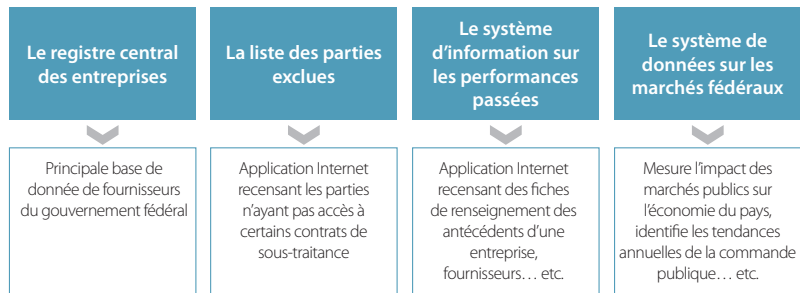 Le registre central
des entreprises
Principale base de
donnée de fournisseurs
du gouvernement fédéral
La liste des parties
exclues
Application Internet
recensant les parties
n’ayant pas accès à
certains contrats de
sous-traitance
Le système
d’information sur
les performances
passées
Application Internet
recensant des fiches
de renseignement des
antécédents d’une
entreprise,
fournisseurs… etc.
Le système de
données sur les
marchés fédéraux
Mesure l’impact des
marchés publics sur
l’économie du pays,
identifie les tendances
annuelles de la commande
publique… etc.